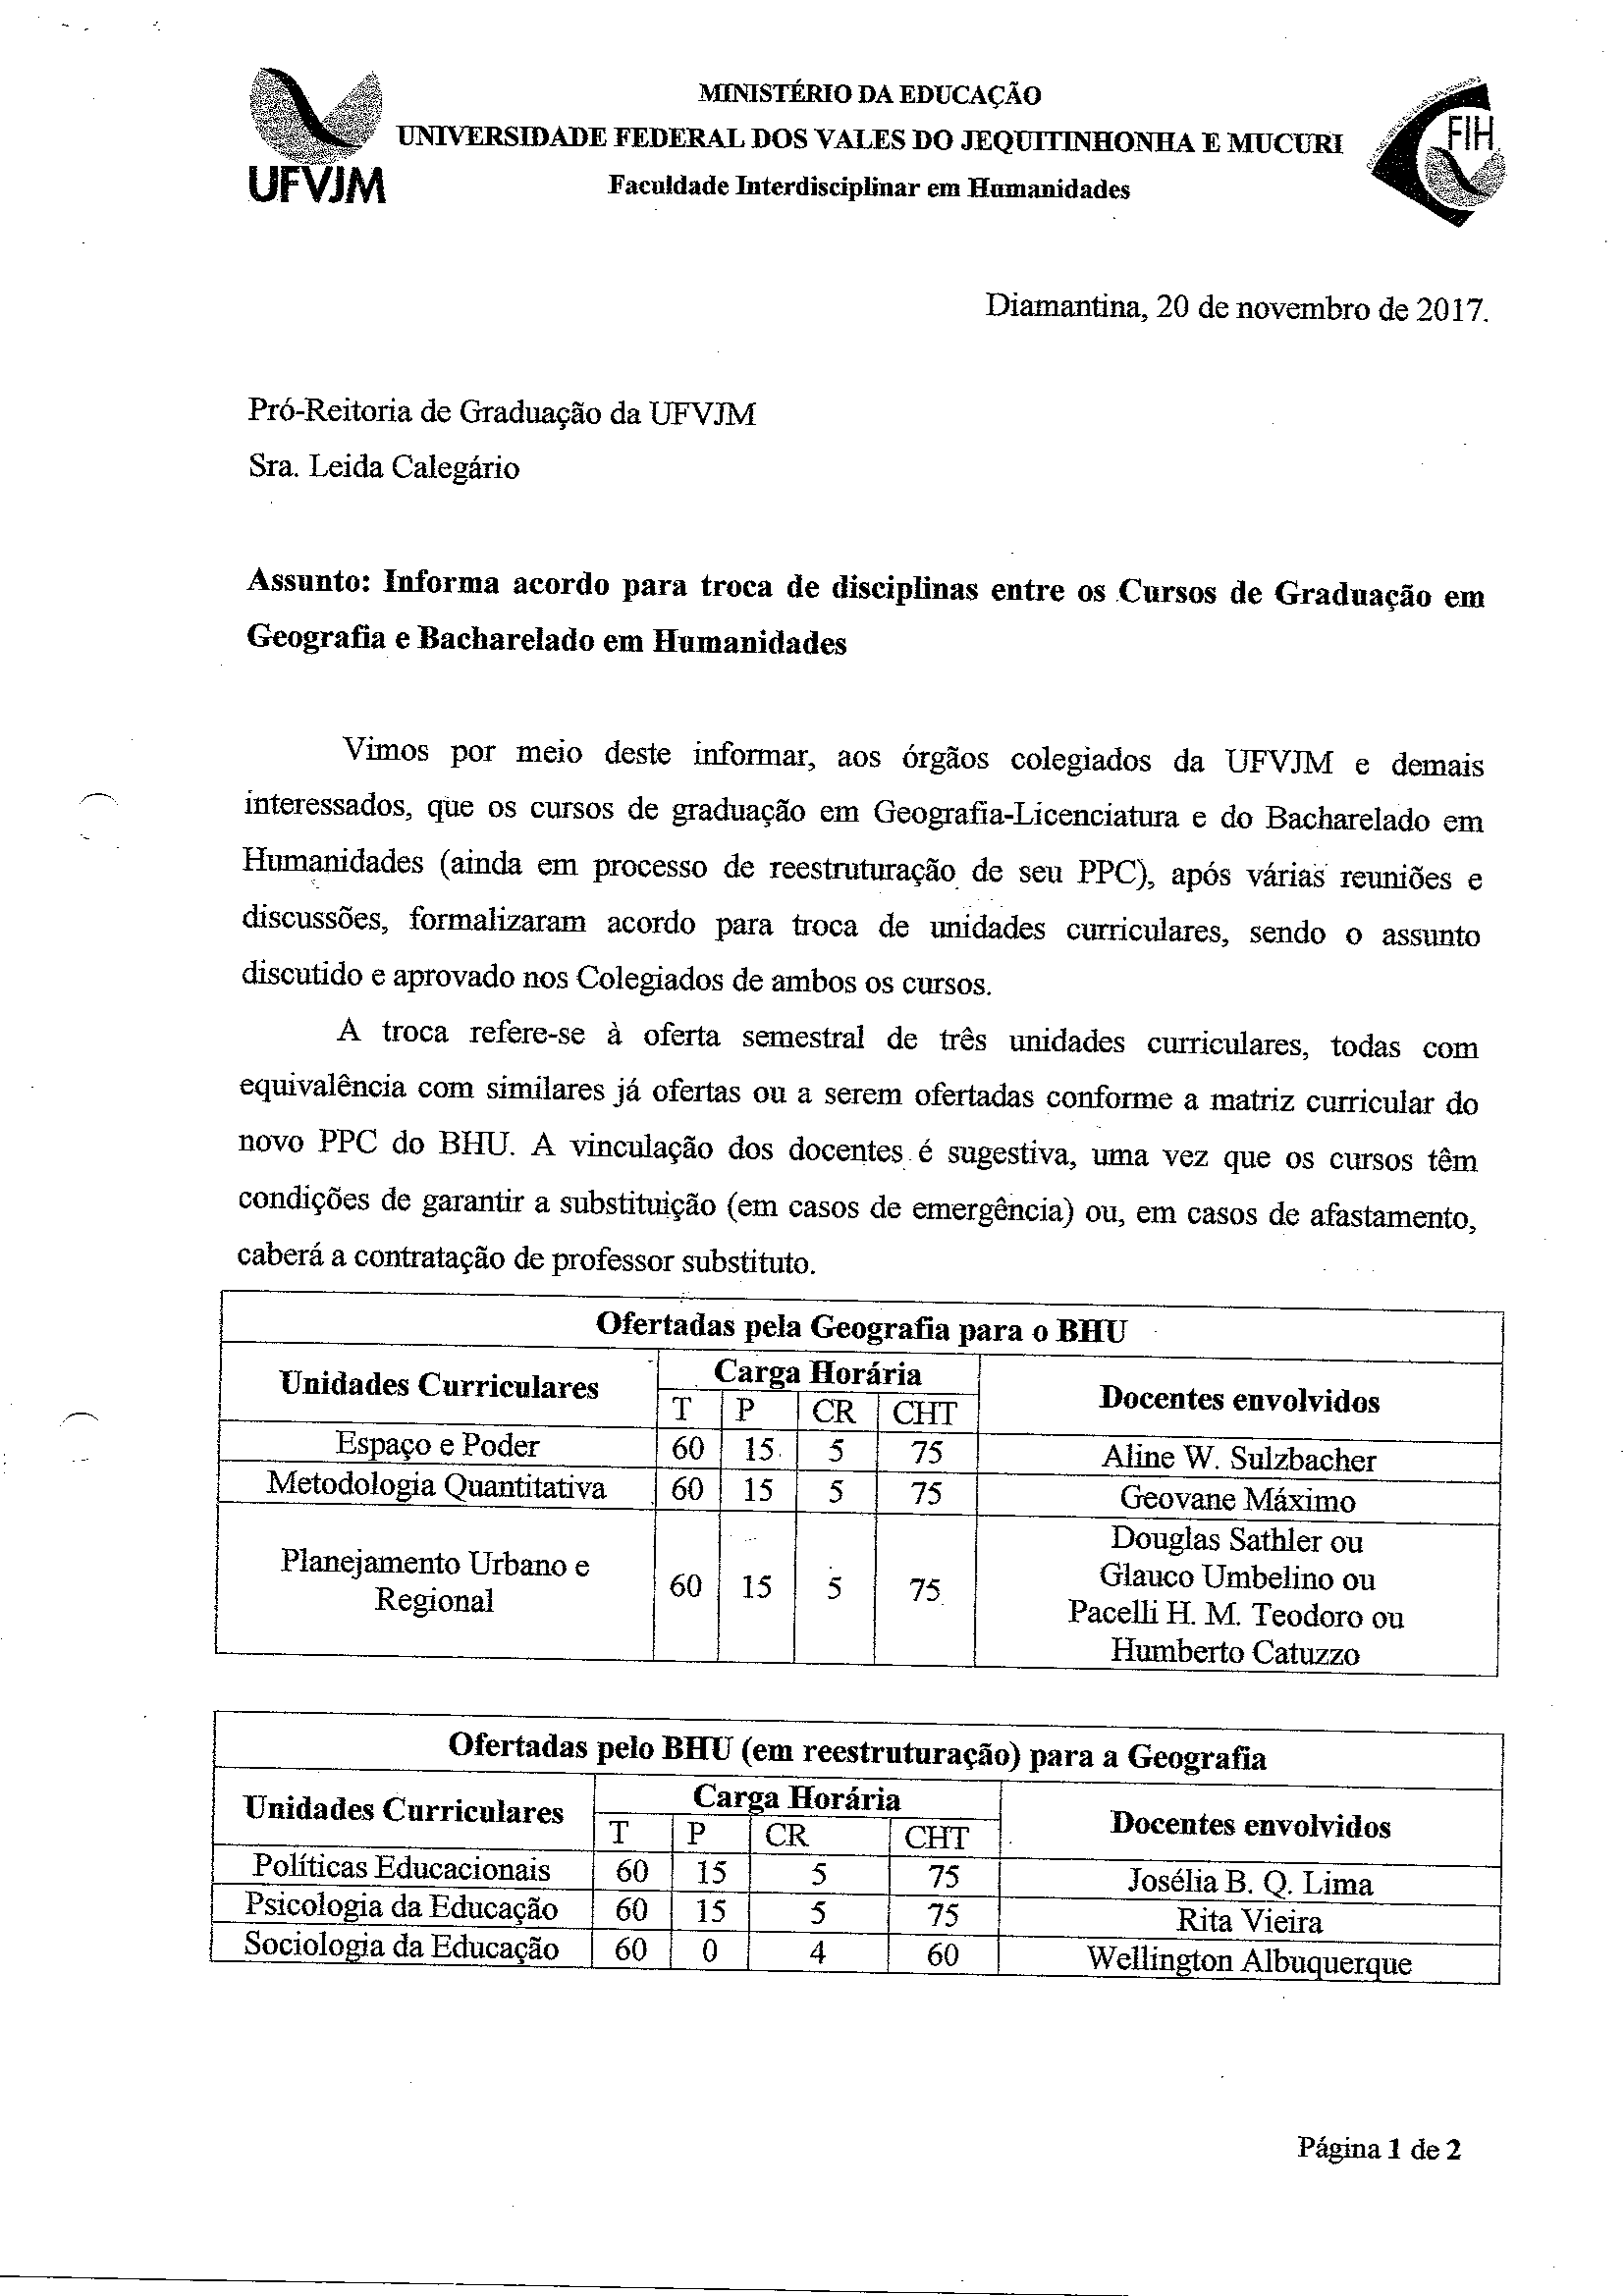 MINISTÉRIO DA EDUCAÇÃO
UNIVERSIDADE FEDERAL DOS VALES DO JEQUITINHONHA E MUCURI
Faculdade Interdisciplinar em Humanidades
UFVJM
FIH
Diamantina, 20 de novembro de 2017.
Pró-Reitoria de Graduação da UFVJM
Sra. Leida Calegário
Assunto: Informa acordo para troca de disciplinas entre os Cursos de Graduação em
Geografia e Bacharelado em Humanidades
Vimos por meio deste informar, aos órgãos colegiados da UFVJM e demais
interessados, que os cursos de graduação em Geografia-Licenciatura e do Bacharelado em
Humanidades (ainda em processo de reestruturação de seu PPC), após várias reuniões e
discussões, formalizaram acordo para troca de unidades curriculares, sendo o assunto
discutido e aprovado nos Colegiados de ambos os cursos.
A troca refere-se à oferta semestral de três unidades curriculares, todas com
equivalência com similares já ofertas ou a serem ofertadas conforme a matriz curricular do
novo PPC do BHU. A vinculação dos docentes é sugestiva, uma vez que os cursos têm
condições de garantir a substituição (em casos de emergência) ou, em casos de afastamento,
caberá a contratação de professor substituto.
Ofertadas pela Geografia para o BHU
Unidades Curriculares Carga Horária Docentes envolvidos
T P CR CHT
Espaço e Poder 60 15 5 75 Aline W. Sulzbacher
Metodologia Quantitativa 60 15 5 75 Geovane Máximo
Planejamento Urbano e
Regional 60 15 5 75
Douglas Sathler ou
Glauco Umbelino ou
Pacelli H. M. Teodoro ou
Humberto Catuzzo
Ofertadas pelo BHU (em reestruturação) para a Geografia
Unidades Curriculares Carga Horária Docentes envolvidos
T P CR CHT
Políticas Educacionais 60 15 5 75 Josélia B. Q. Lima
Psicologia da Educação 60 15 5 75 Rita Vieira
Sociologia da Educação 60 0 4 60 Wellington Albuquerque
Página 1 de 2